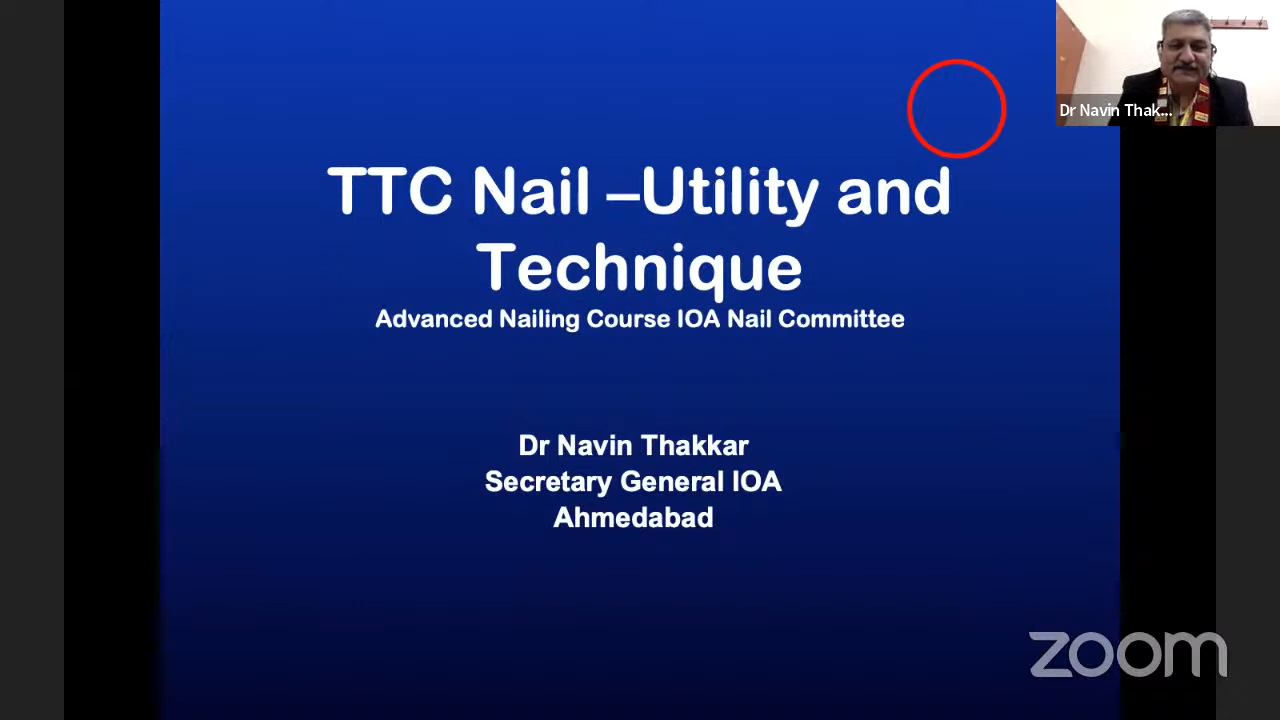 Dr Navin Thak...
TTC Nail –Utility and
Technique
Advanced Nailing Course IOA Nail Committee
Dr Navin Thakkar
Secretary General IOA
Ahmedabad
zoom